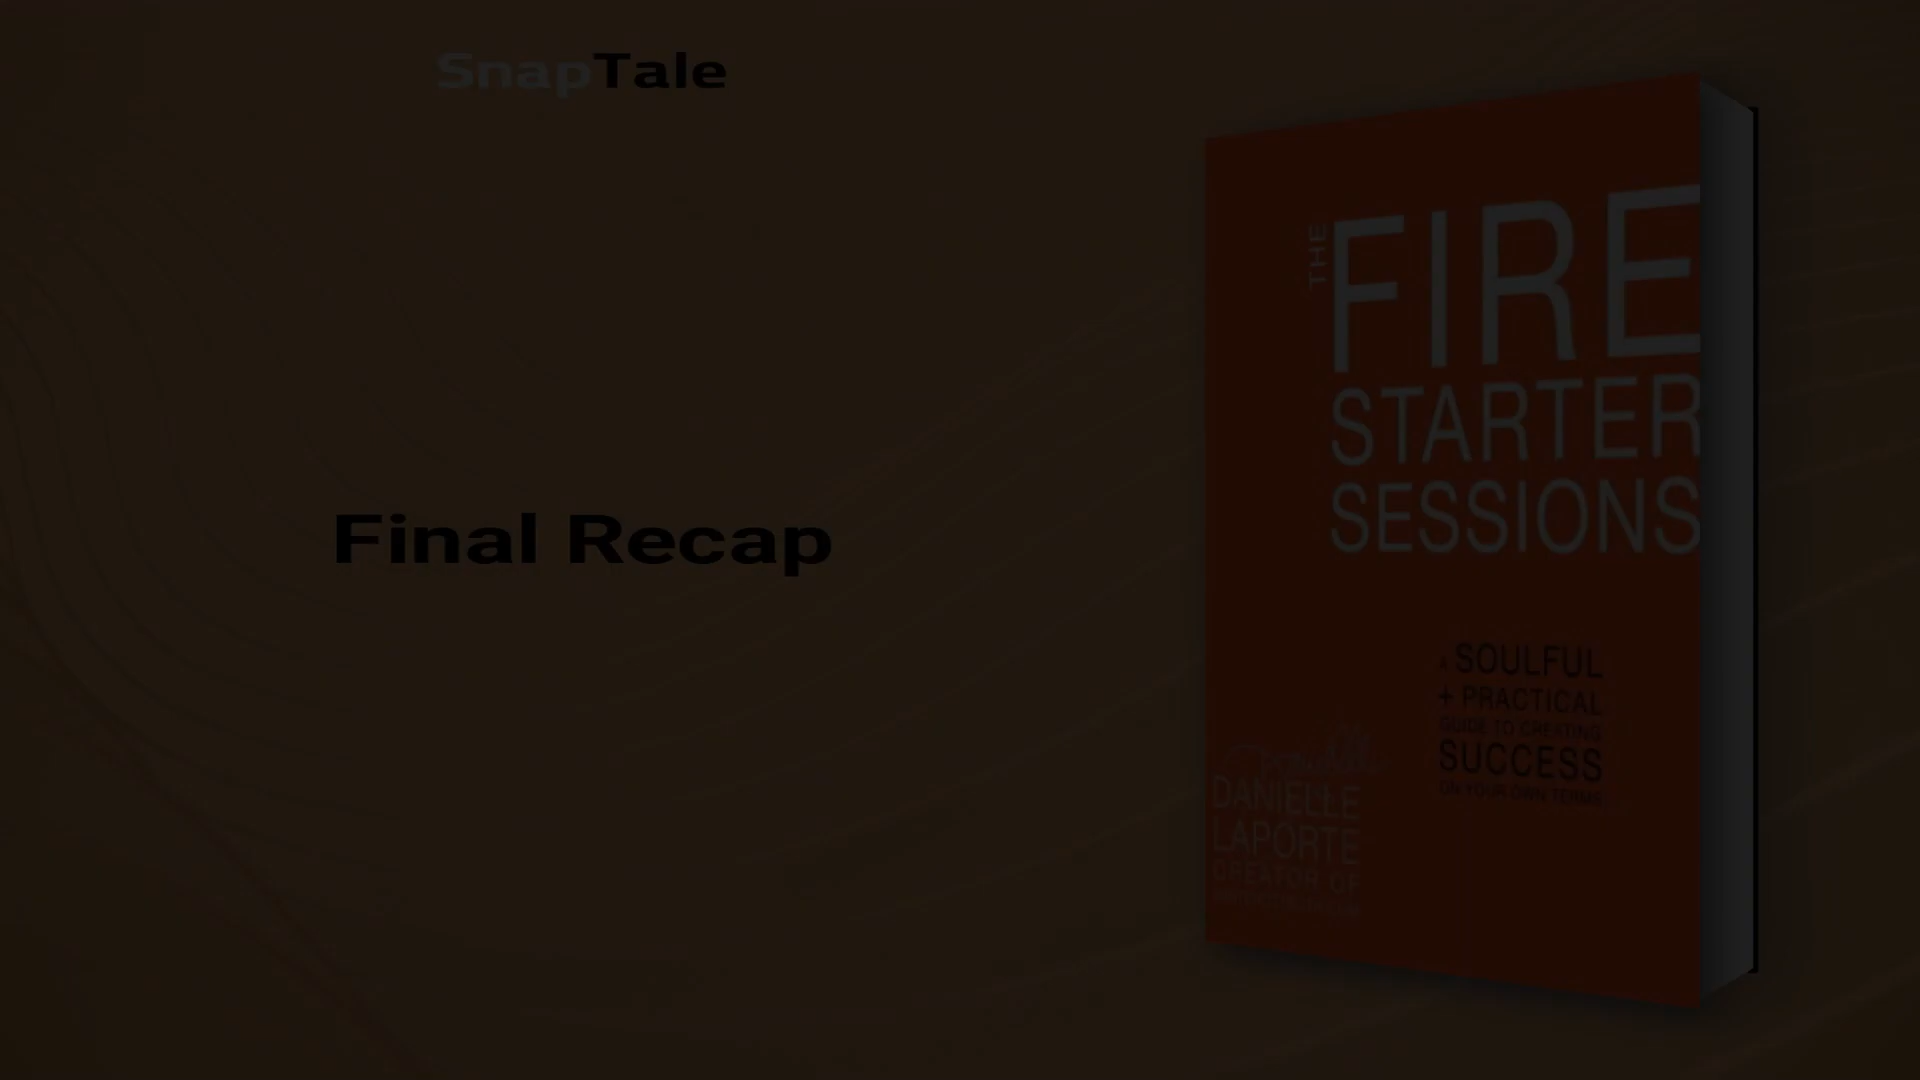 SnapTale
Final Recap
THE
FIRE
STARTER
SESSIONS
A SOULFUL
+ PRACTICAL
GUIDE TO CREATING
SUCCESS
ON YOUR OWN TERMS
Danielle
DANIELLE
LAPORTE
CREATOR OF